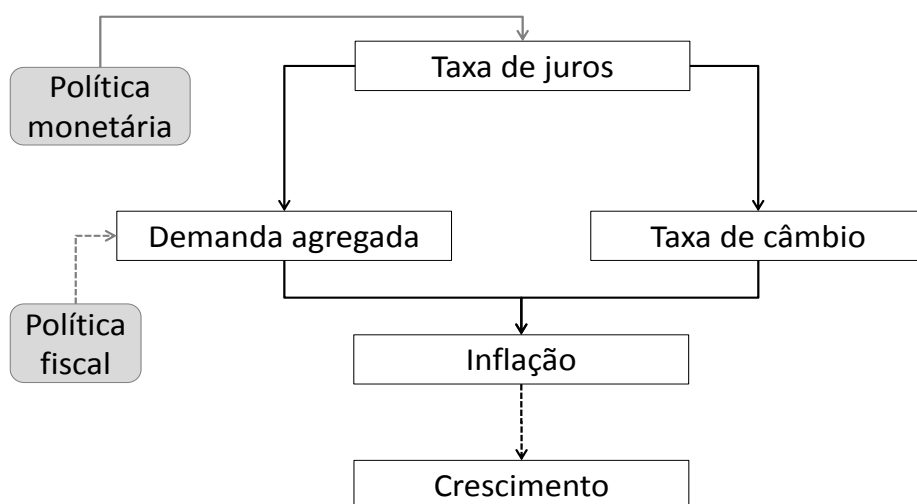 Taxa de juros
Política
monetária
Demanda agregada
Taxa de câmbio
Política
fiscal
Inflação
Crescimento